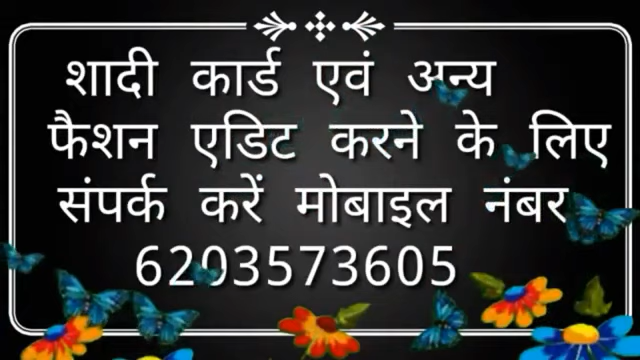 शादी कार्ड एवं अन्य
फैशन एडिट करने के लिए
संपर्क करें मोबाइल नंबर
6203573605